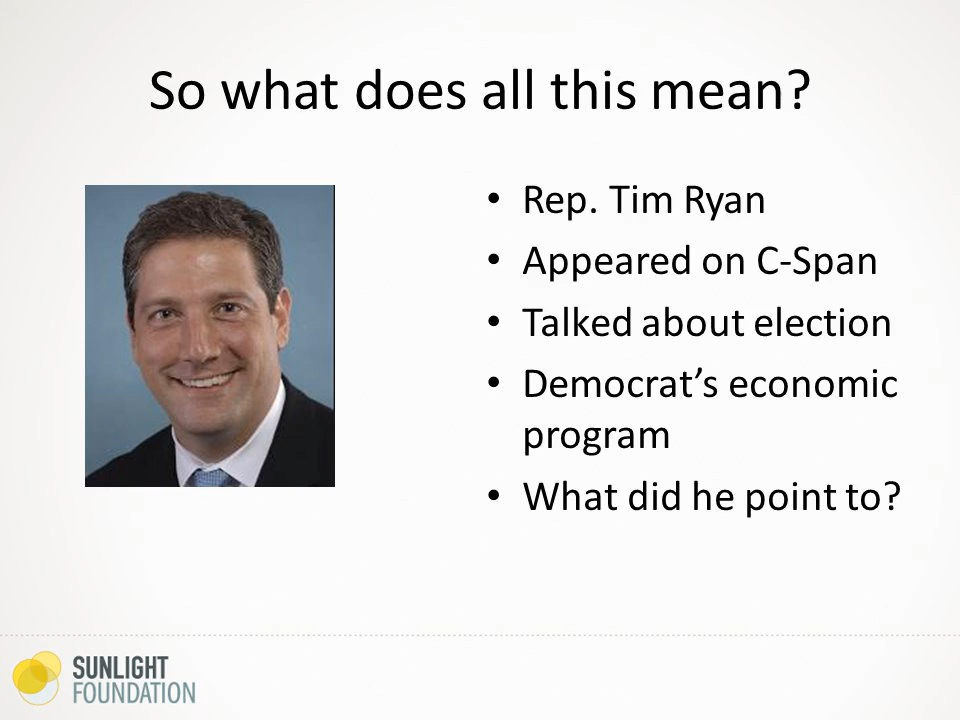 So what does all this mean?
• Rep. Tim Ryan
• Appeared on C-Span
• Talked about election
• Democrat’s economic
program
• What did he point to?
SUNLIGHT
FOUNDATION